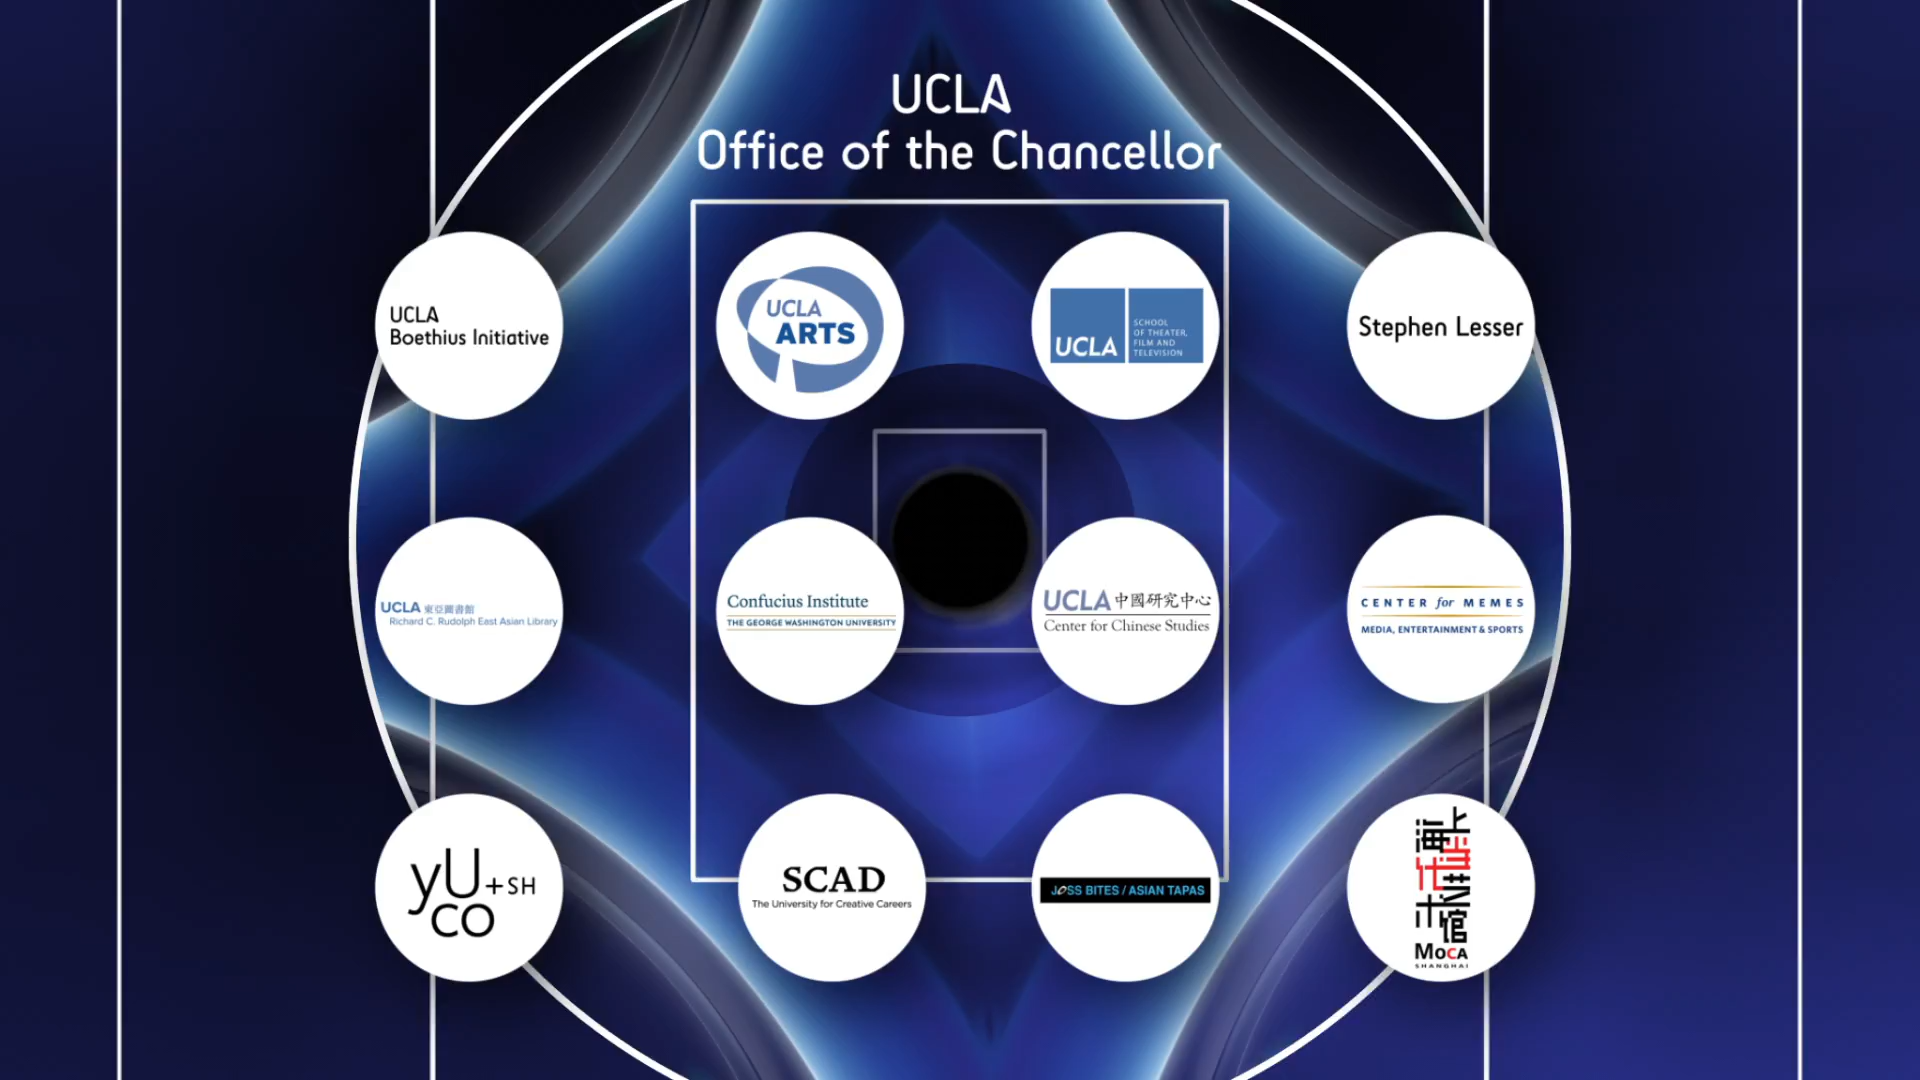 UCLA
Office of the Chancellor
UCLA
Boethius Initiative
UCLA
ARTS
UCLA
SCHOOL
OF THEATER,
FILM AND
TELEVISION
Stephen Lesser
UCLA 東亞圖書館
Richard C. Rudolph East Asian Library
Confucius Institute
THE GEORGE WASHINGTON UNIVERSITY
UCLA 中國研究中心
Center for Chinese Studies
CENTER for MEMES
MEDIA, ENTERTAINMENT & SPORTS
yU+SH
CO
SCAD
The University for Creative Careers
JOSS BITES / ASIAN TAPAS
上海当代艺术馆
MoCA
SHANGHAI